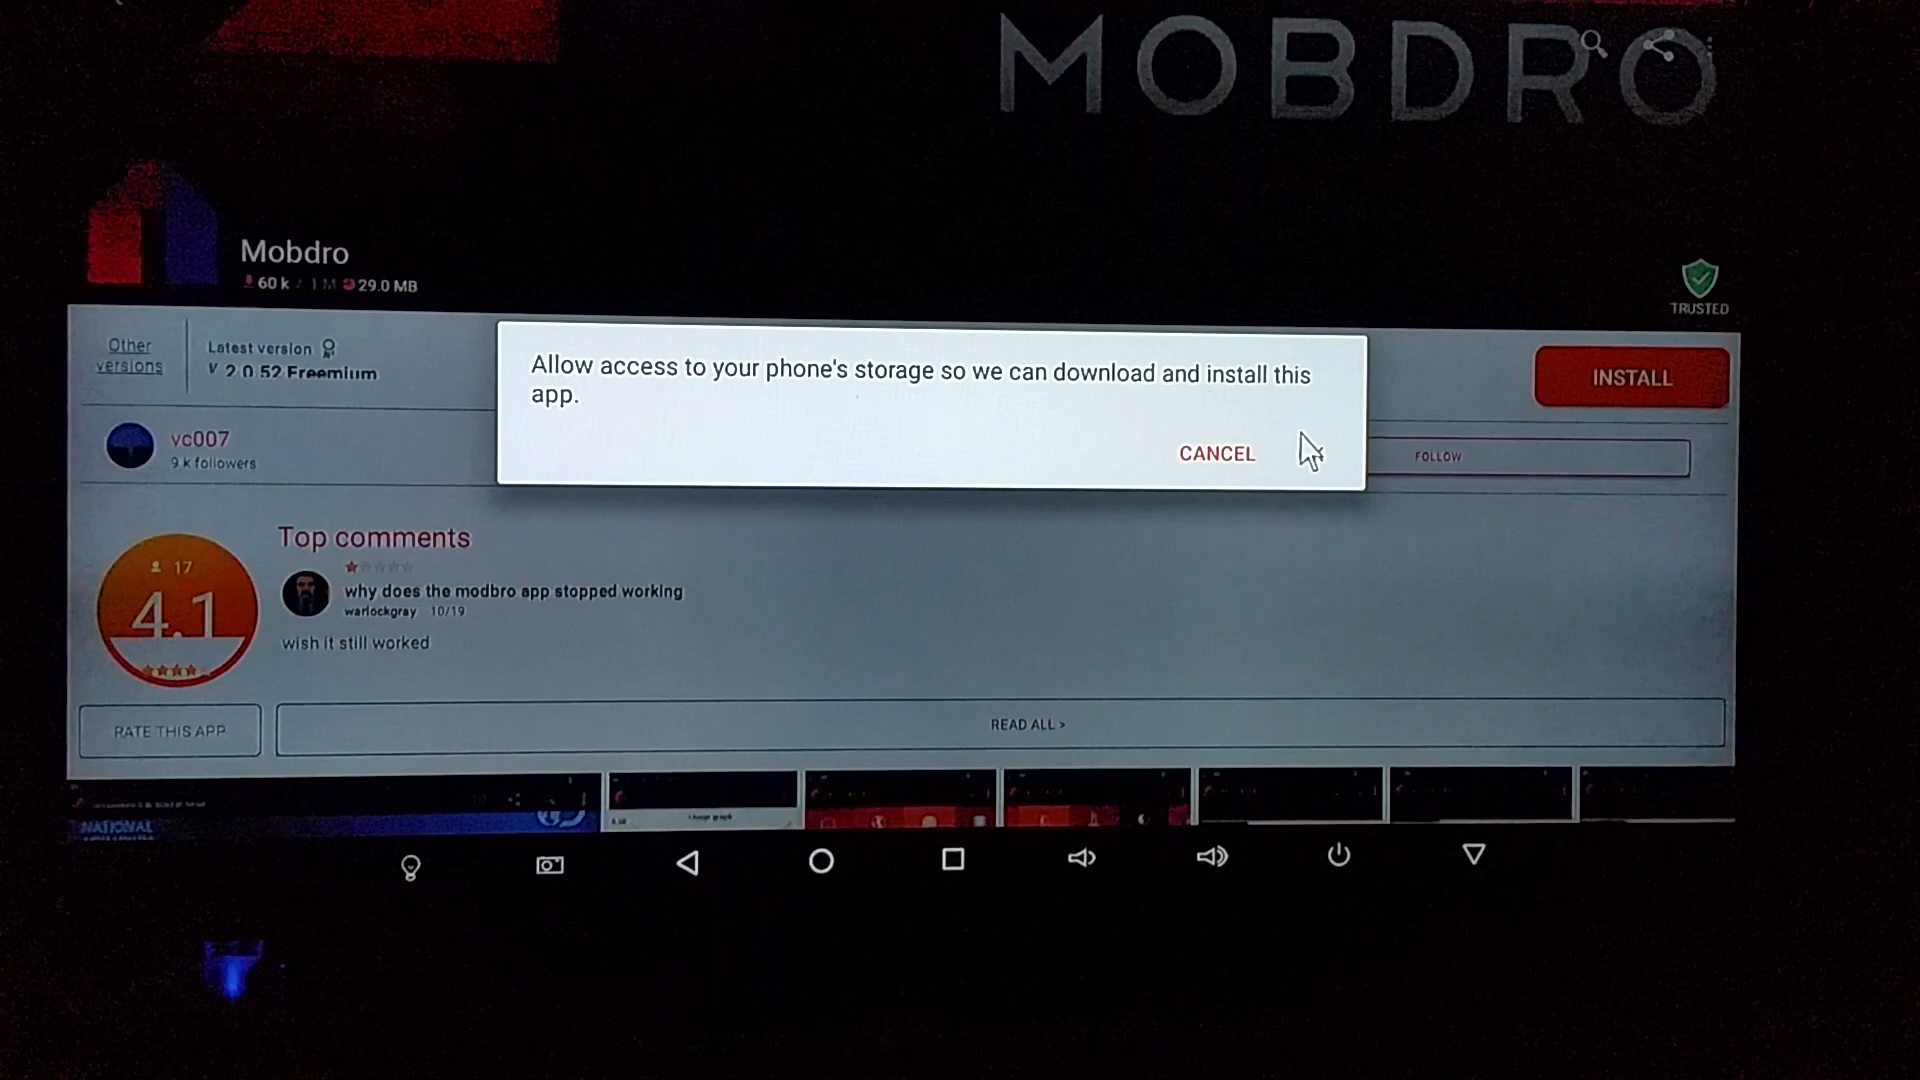 MOBDRO
Mobdro
60 k / 1 M 29.0 MB
TRUSTED
Other
versions
Latest version
V 2.0.52 Freemium
Allow access to your phone's storage so we can download and install this
app.
CANCEL
INSTALL
vc007
9 k followers
FOLLOW
Top comments
17
4.1
why does the modbro app stopped working
warlockgray 10/19
wish it still worked
RATE THIS APP
READ ALL >
NATIONAL